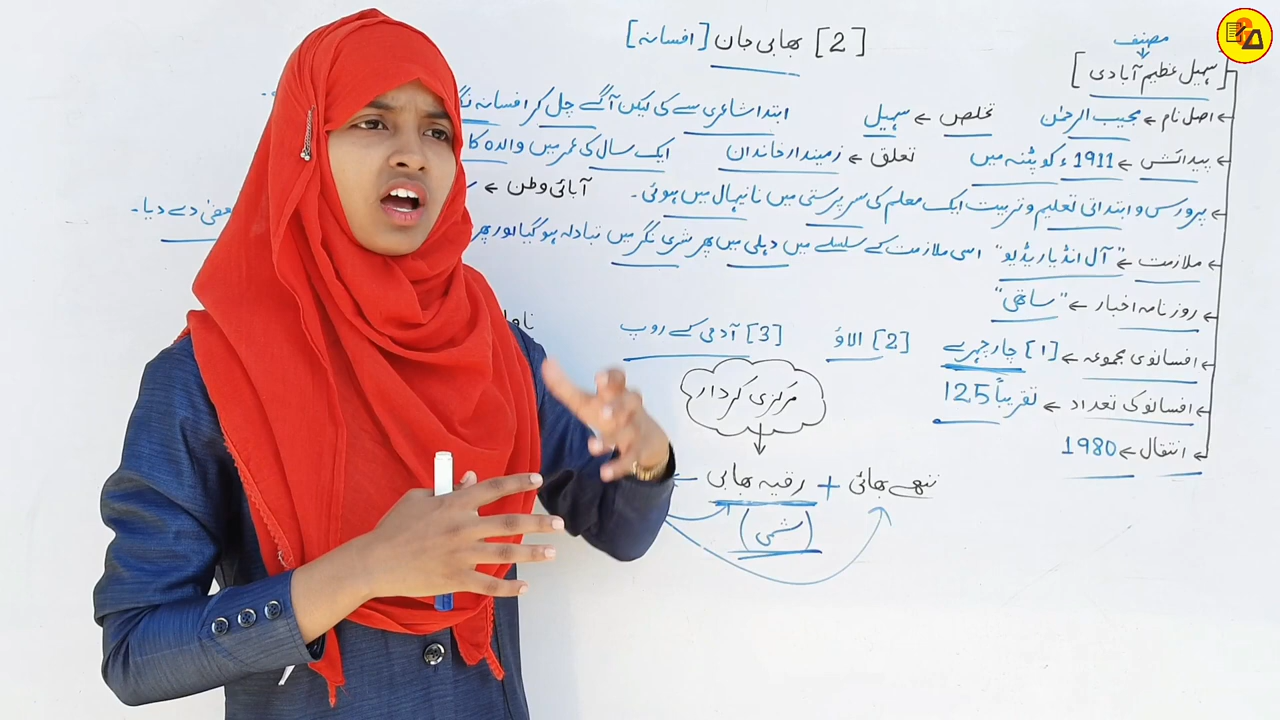 [2] بھابی جان [افسانہ]
مصنف
[سہیل عظیم آبادی]
اصل نام ← مجیب الرحمٰن تخلص ← سہیل ابتدا شاعری سے کی لیکن آگے چل کر افسانہ
پیدائش ← 1911ء کو پٹنہ میں تعلق ← زمیندار خاندان ایک سال کی عمر میں والدہ کا
پرورش و ابتدائی تعلیم و تربیت ایک معلم کی سرپرستی میں نانیہال میں ہوئی۔ آبائی وطن ←
ملازمت ← "آل انڈیا ریڈیو" اسی ملازمت کے سلسلے میں دہلی میں پھر شری نگر میں تبادلہ ہو گیا اور پھر دے دیا۔
روزنامہ اخبار ← "ساتھی"
افسانوی مجموعہ ← [1] چار چہرے [2] الاؤ [3] آدمی کے روپ
افسانوں کی تعداد ← تقریباً 125
انتقال ← 1980
مرکزی کردار
ننھے بھائی + رقیہ بھابی
(شمی)